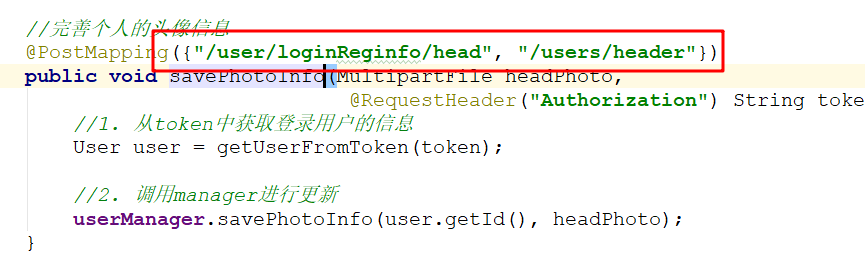 //完善个人的头像信息
@PostMapping({"/user/loginReginfo/head", "/users/header"})
public void savePhotoInfo(MultipartFile headPhoto,
@RequestHeader("Authorization") String toke
//1. 从token中获取登录用户的信息
User user = getUserFromToken(token);
//2. 调用manager进行更新
userManager.savePhotoInfo(user.getId(), headPhoto);
}